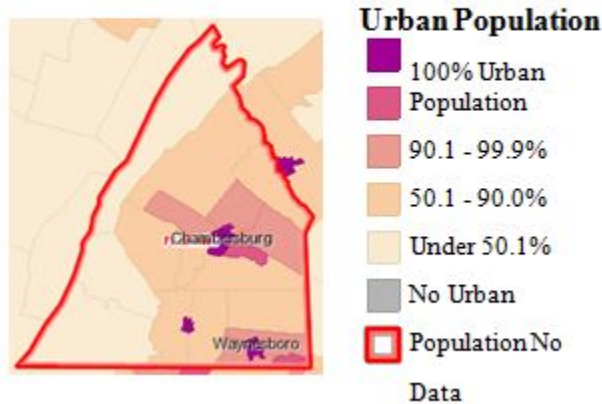 Urban Population
100% Urban
Population
90.1 - 99.9%
50.1 - 90.0%
Under 50.1%
No Urban
Population No
Data
Chambersburg
Waynesboro